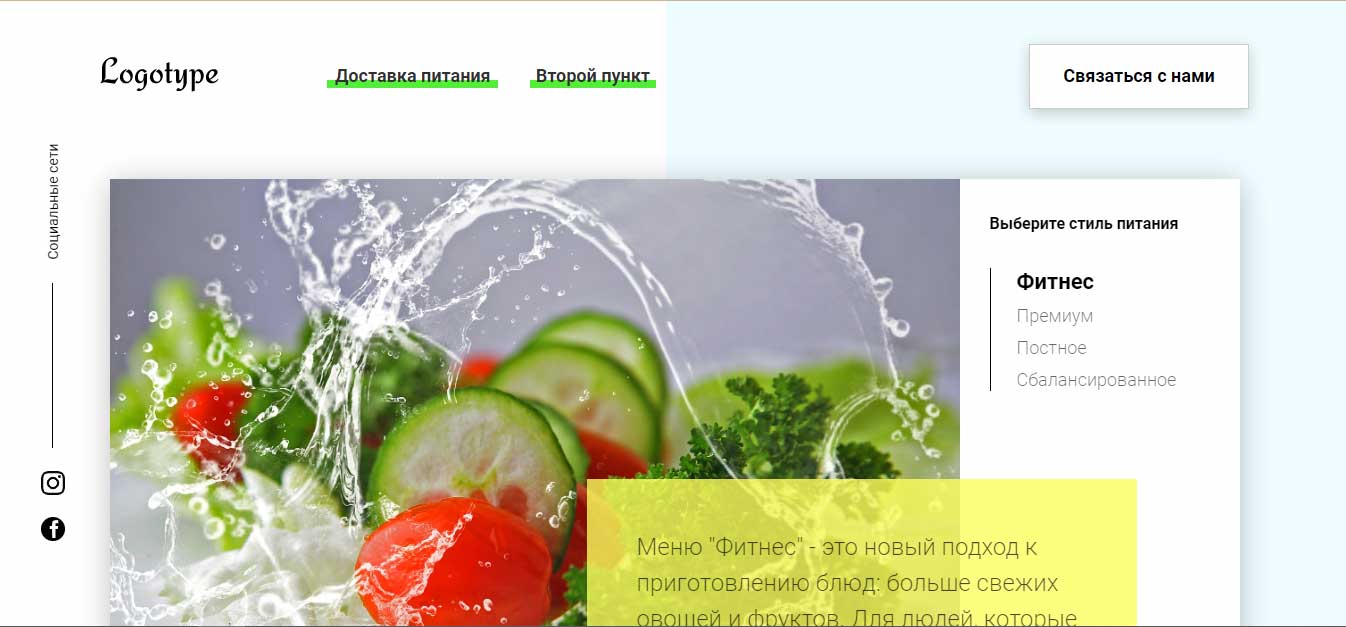 Logotype
Доставка питания
Второй пункт
Связаться с нами
Социальные сети
Выберите стиль питания
Фитнес
Премиум
Постное
Сбалансированное
Меню "Фитнес" - это новый подход к
приготовлению блюд: больше свежих
овощей и фруктов. Для людей, которые